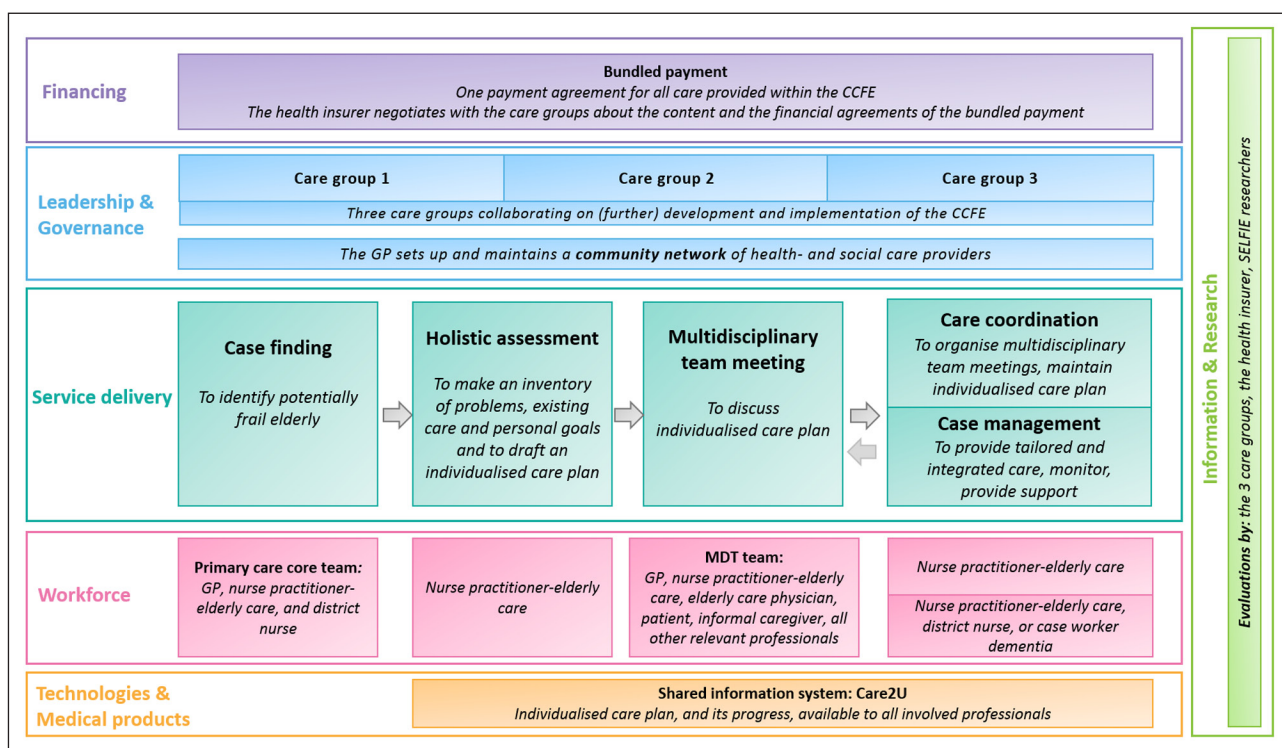 Financing
Bundled payment
One payment agreement for all care provided within the CCFE
The health insurer negotiates with the care groups about the content and the financial agreements of the bundled payment
Leadership &
Governance
Care group 1
Care group 2
Care group 3
Three care groups collaborating on (further) development and implementation of the CCFE
The GP sets up and maintains a community network of health- and social care providers
Service delivery
Case finding
To identify potentially
frail elderly
Holistic assessment
To make an inventory
of problems, existing
care and personal goals
and to draft an
individualised care plan
Multidisciplinary
team meeting
To discuss
individualised care plan
Care coordination
To organise multidisciplinary
team meetings, maintain
individualised care plan
Case management
To provide tailored and
integrated care, monitor,
provide support
Workforce
Primary care core team:
GP, nurse practitioner-
elderly care, and district
nurse
Nurse practitioner-elderly
care
MDT team:
GP, nurse practitioner-elderly
care, elderly care physician,
patient, informal caregiver, all
other relevant professionals
Nurse practitioner-elderly care
Nurse practitioner-elderly care,
district nurse, or case worker
dementia
Technologies &
Medical products
Shared information system: Care2U
Individualised care plan, and its progress, available to all involved professionals
Information & Research
Evaluations by: the 3 care groups, the health insurer, SELFIE researchers